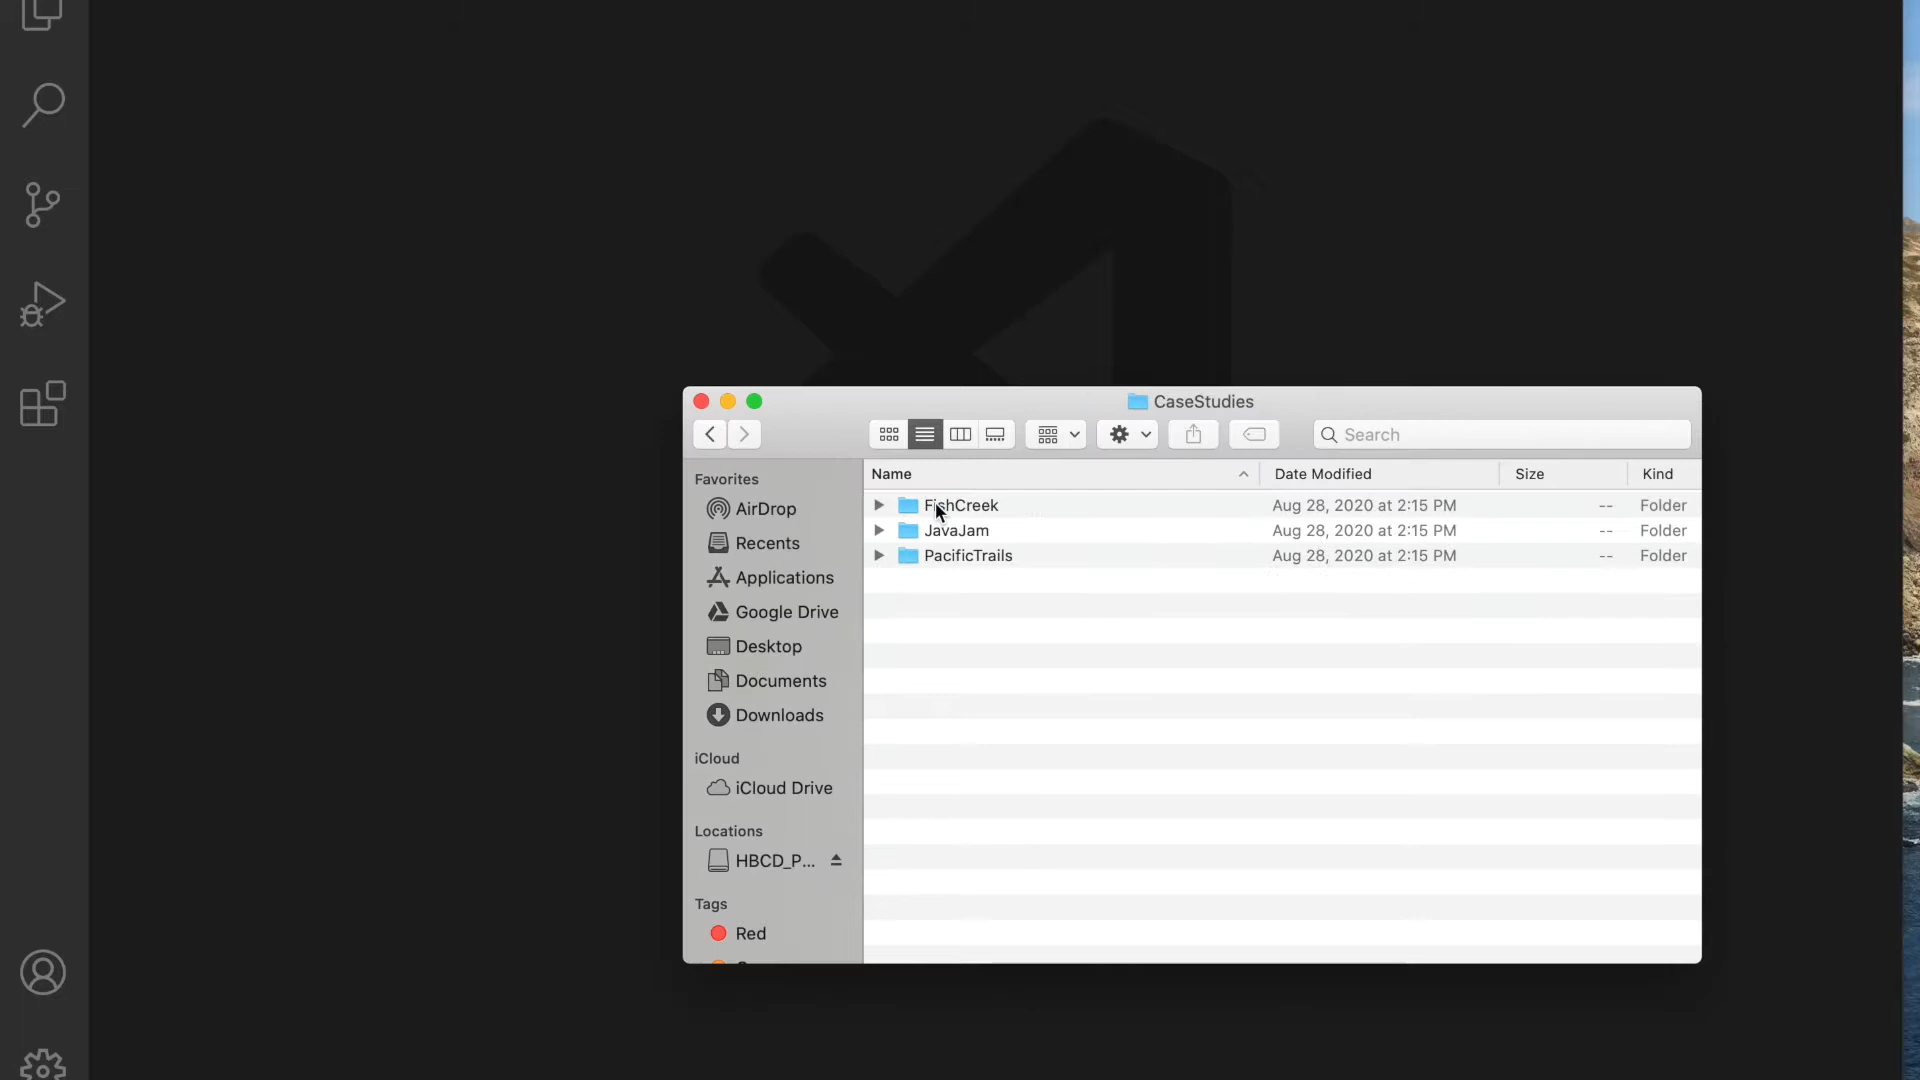 CaseStudies
Search
Favorites
AirDrop
Recents
Applications
Google Drive
Desktop
Documents
Downloads
iCloud
iCloud Drive
Locations
HBCD_P...
Tags
Red
Name Date Modified Size Kind
FishCreek Aug 28, 2020 at 2:15 PM -- Folder
JavaJam Aug 28, 2020 at 2:15 PM -- Folder
PacificTrails Aug 28, 2020 at 2:15 PM -- Folder